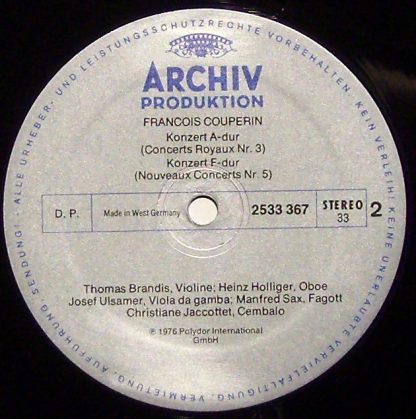 · ALLE URHEBER- UND LEISTUNGSSCHUTZRECHTE VORBEHALTEN · KEIN VERLEIH! KEINE UNERLAUBTE VERVIELFÄLTIGUNG, VERMIETUNG, AUFFÜHRUNG, SENDUNG!
ARCHIV
PRODUKTION
FRANCOIS COUPERIN
Konzert A-dur
(Concerts Royaux Nr. 3)
Konzert F-dur
(Nouveaux Concerts Nr. 5)
D. P. Made in West Germany 2533 367 STEREO 2
33
Thomas Brandis, Violine; Heinz Holliger, Oboe
Josef Ulsamer, Viola da gamba; Manfred Sax, Fagott
Christiane Jaccottet, Cembalo
℗ 1976 Polydor International
GmbH